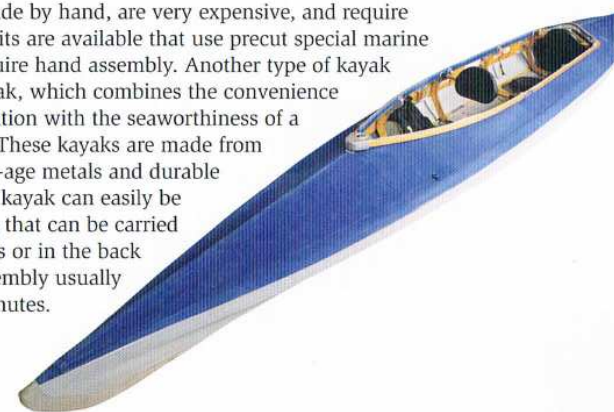 de by hand, are very expensive, and require
its are available that use precut special marine
uire hand assembly. Another type of kayak
ak, which combines the convenience
tion with the seaworthiness of a
These kayaks are made from
-age metals and durable
kayak can easily be
that can be carried
s or in the back
embly usually
nutes.